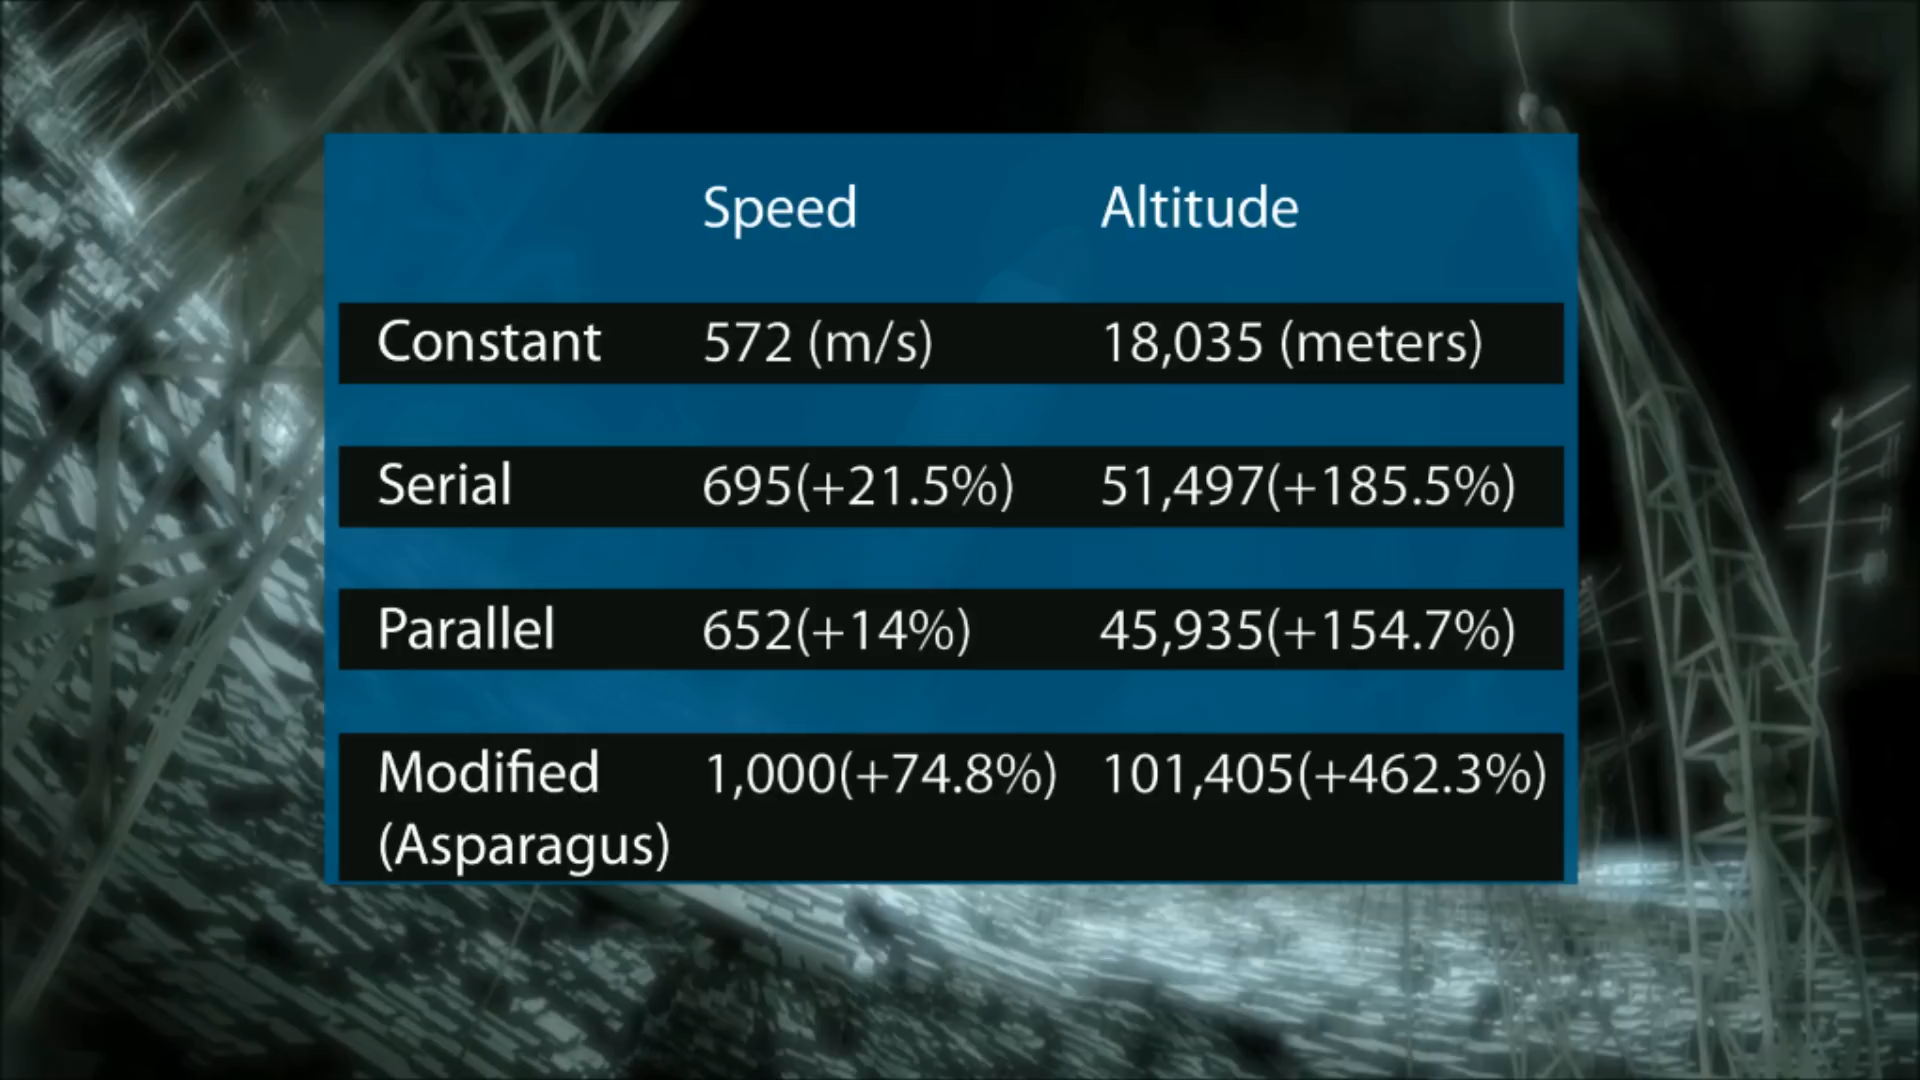 Speed Altitude
Constant 572 (m/s) 18,035 (meters)
Serial 695(+21.5%) 51,497(+185.5%)
Parallel 652(+14%) 45,935(+154.7%)
Modified 1,000(+74.8%) 101,405(+462.3%)
(Asparagus)